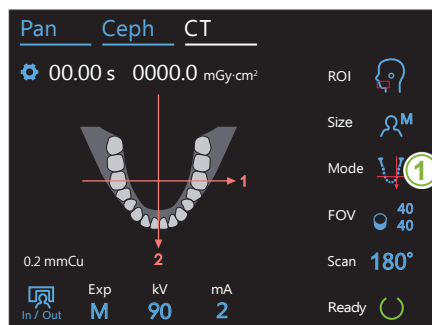 Pan Ceph CT
00.00 s 0000.0 mGy·cm²
ROI
Size M
Mode 1
1
FOV 40
40
2
0.2 mmCu
Scan 180°
Exp kV mA
In / Out M 90 2
Ready